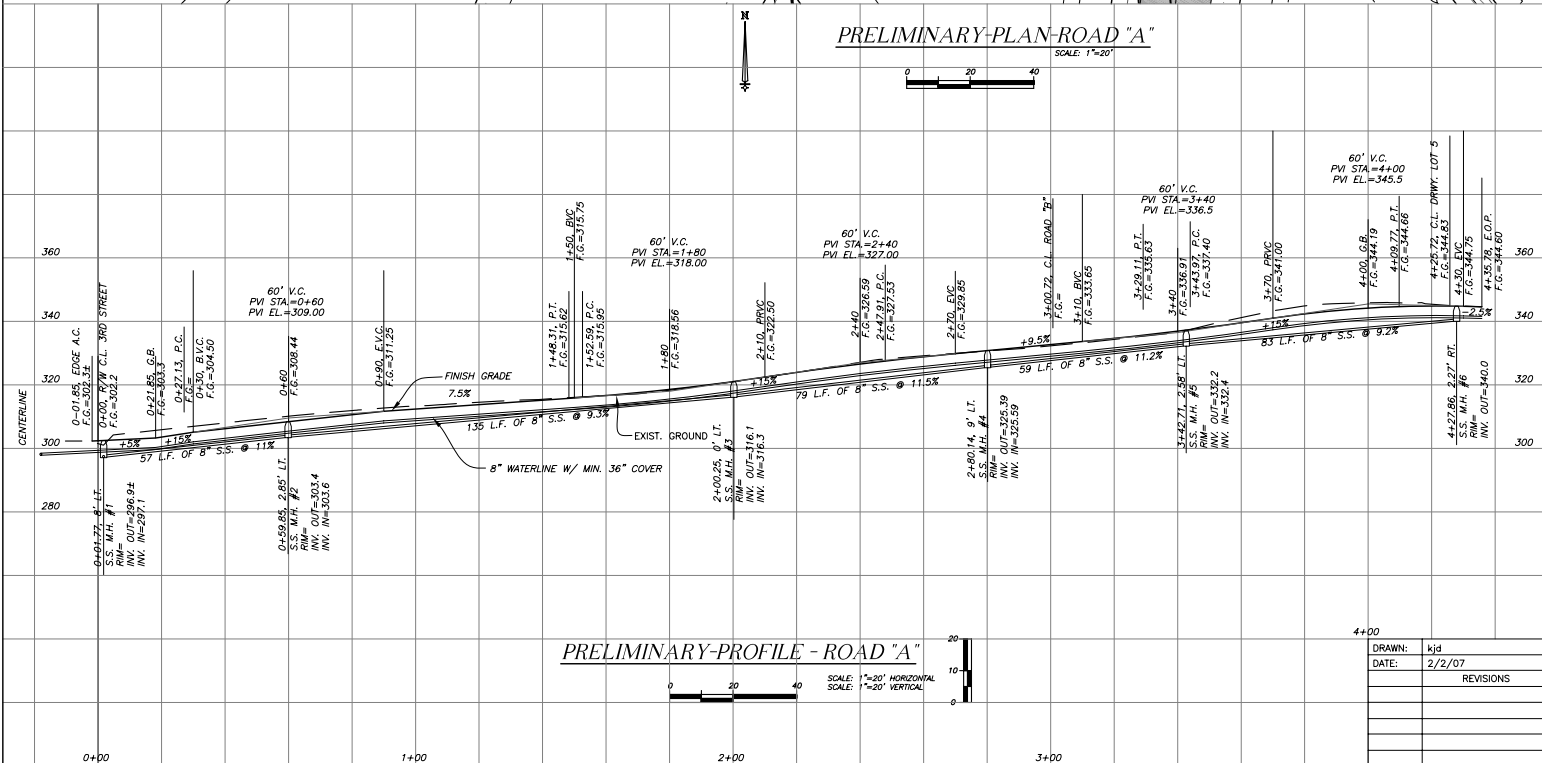 N
PRELIMINARY-PLAN-ROAD "A"
SCALE: 1"=20'
0 20 40
CENTERLINE
360
340
320
300
280
0-01.85, EDGE A.C.
F.G.=302.3±
0+00, R/W C.L. 3RD STREET
F.G.=302.2
0+21.85, G.B.
F.G.=303.3
0+27.13, P.C.
F.G.=
0+30, B.V.C.
F.G.=304.50
60' V.C.
PVI STA.=0+60
PVI EL.=309.00
0+60
F.G.=308.44
0+90, E.V.C.
F.G.=311.25
1+48.31, P.T.
F.G.=315.62
1+50, BVC
F.G.=315.75
1+52.59, P.C.
F.G.=315.95
60' V.C.
PVI STA.=1+80
PVI EL.=318.00
1+80
F.G.=318.56
2+10, PRVC
F.G.=322.50
60' V.C.
PVI STA.=2+40
PVI EL.=327.00
2+40
F.G.=326.59
2+47.91, P.C.
F.G.=327.53
2+70, EVC
F.G.=329.85
3+00.72, C.L. ROAD "B"
F.G.=
3+10, BVC
F.G.=333.65
3+29.11, P.T.
F.G.=335.63
60' V.C.
PVI STA.=3+40
PVI EL.=336.5
3+40
F.G.=336.91
3+43.97, P.C.
F.G.=337.40
3+70, PRVC
F.G.=341.00
60' V.C.
PVI STA.=4+00
PVI EL.=345.5
4+00, G.B.
F.G.=344.19
4+09.77, P.T.
F.G.=344.66
4+25.72, C.L. DRWY. LOT 5
F.G.=344.83
4+30, EVC
F.G.=344.75
4+35.78, E.O.P.
F.G.=344.60
360
340
320
300
+5%
+15%
7.5%
+15%
+9.5%
+15%
-2.5%
FINISH GRADE
EXIST. GROUND
8" WATERLINE W/ MIN. 36" COVER
57 L.F. OF 8" S.S. @ 11%
135 L.F. OF 8" S.S. @ 9.3%
79 L.F. OF 8" S.S. @ 11.5%
59 L.F. OF 8" S.S. @ 11.2%
83 L.F. OF 8" S.S. @ 9.2%
0+01.77, 8' LT.
S.S. M.H. #1
RIM=
INV. OUT=296.9±
INV. IN=297.1
0+59.85, 2.85' LT.
S.S. M.H. #2
RIM=
INV. OUT=303.4
INV. IN=303.6
2+00.25, 0' LT.
S.S. M.H. #3
RIM=
INV. OUT=316.1
INV. IN=316.3
2+80.14, 9' LT.
S.S. M.H. #4
RIM=
INV. OUT=325.39
INV. IN=325.59
3+42.71, 2.58' LT.
S.S. M.H. #5
RIM=
INV. OUT=332.2
INV. IN=332.4
4+27.86, 2.27' RT.
S.S. M.H. #6
RIM=
INV. OUT=340.0
PRELIMINARY-PROFILE - ROAD "A"
SCALE: 1"=20' HORIZONTAL
SCALE: 1"=20' VERTICAL
0 20 40
20
10
0
4+00
DRAWN: kjd
DATE: 2/2/07
REVISIONS
0+00 1+00 2+00 3+00